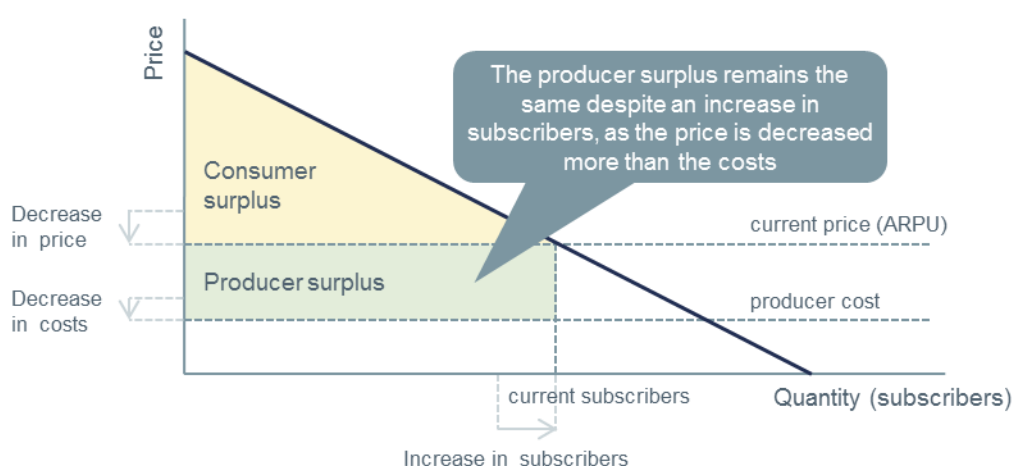 Price
The producer surplus remains the
same despite an increase in
subscribers, as the price is decreased
more than the costs
Consumer
surplus
Decrease
in price
current price (ARPU)
Producer surplus
Decrease
in costs
producer cost
current subscribers
Quantity (subscribers)
Increase in subscribers